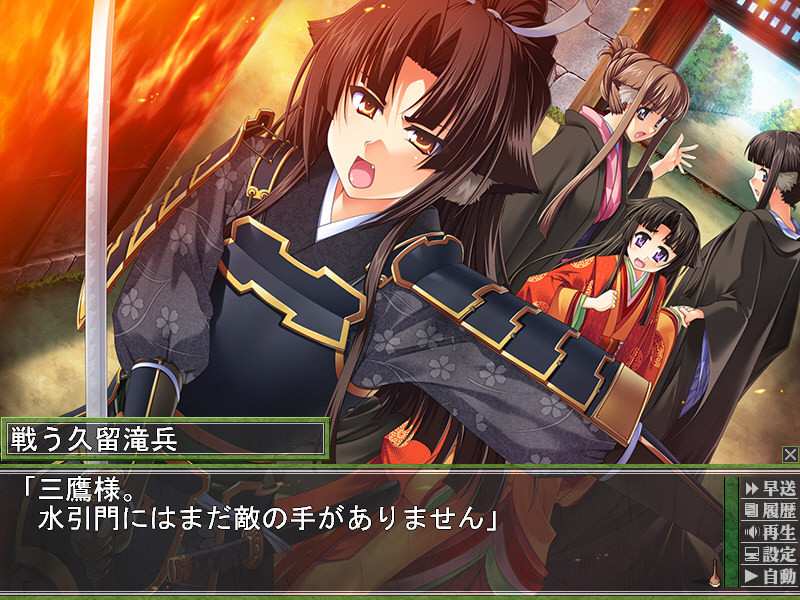 戦う久留滝兵
「三鷹様。
水引門にはまだ敵の手がありません」
早送
履歴
再生
設定
自動